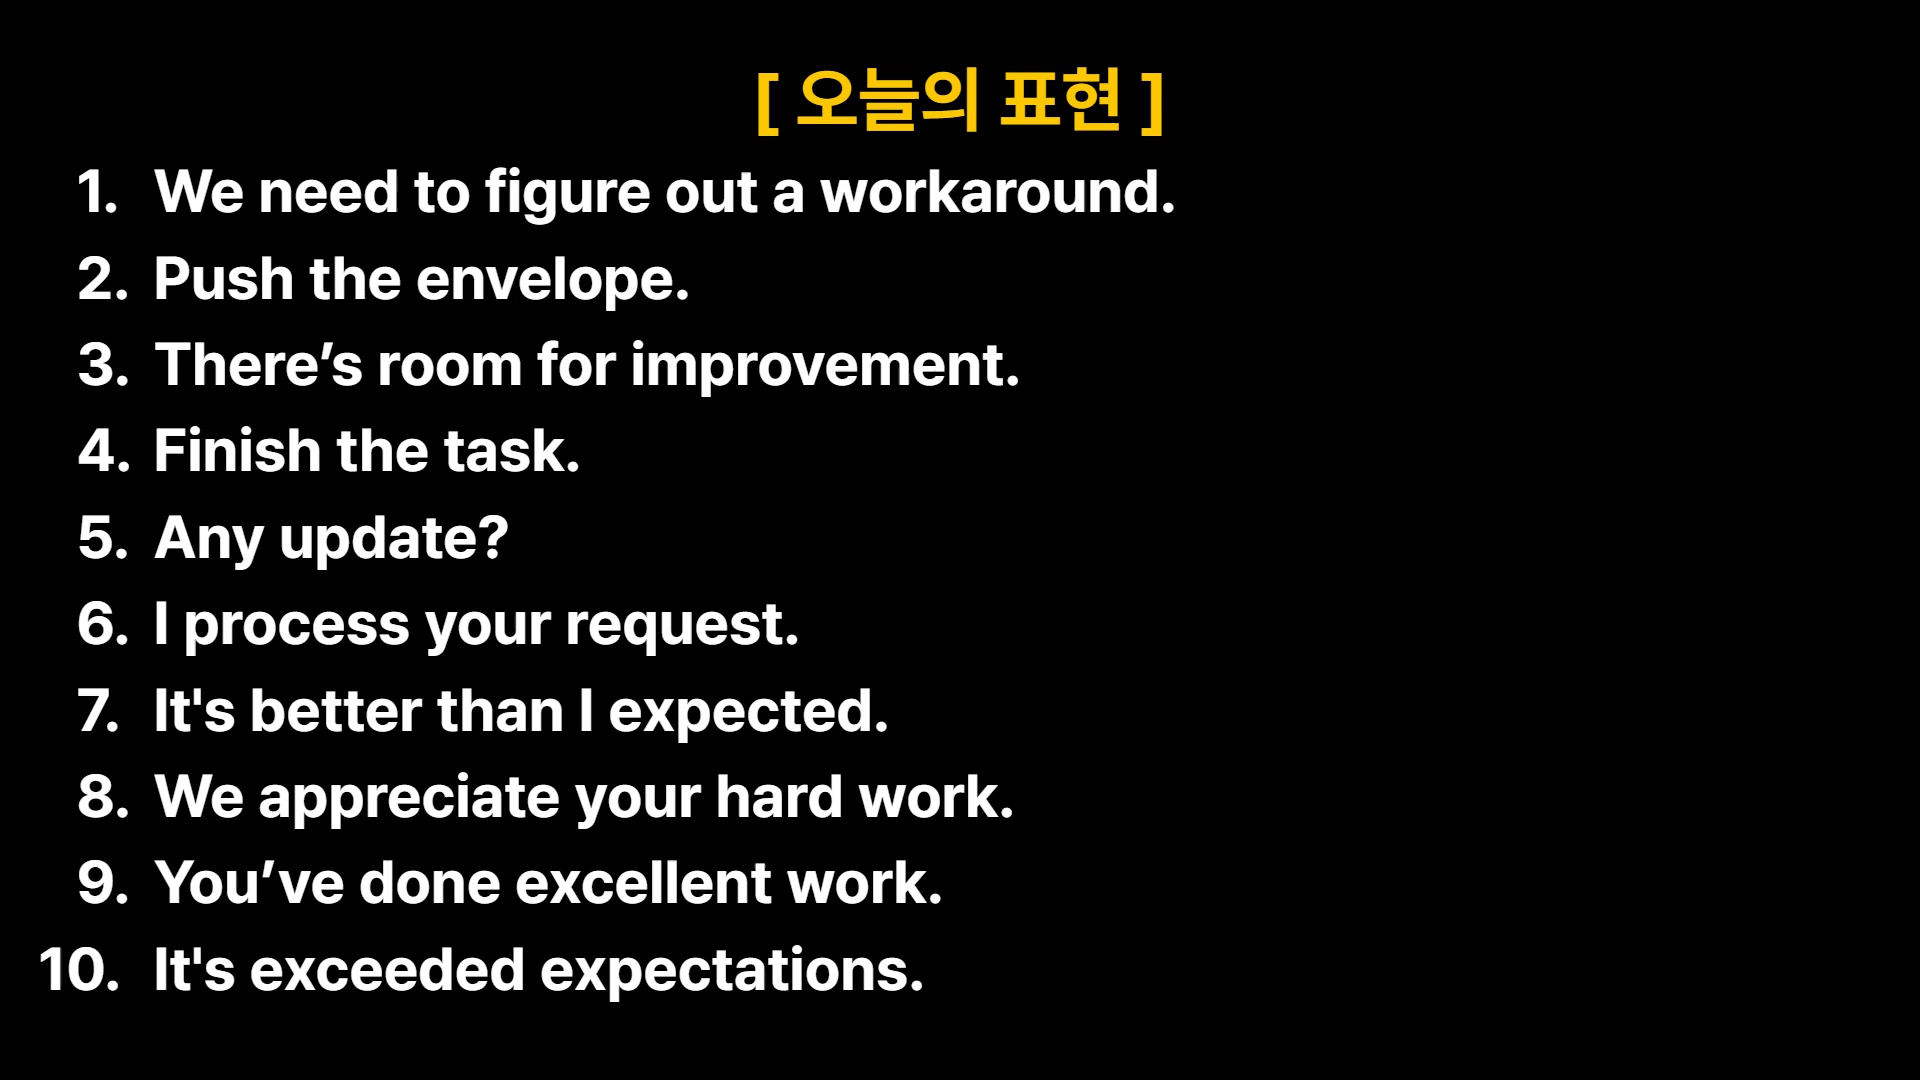 [ 오늘의 표현 ]
1. We need to figure out a workaround.
2. Push the envelope.
3. There’s room for improvement.
4. Finish the task.
5. Any update?
6. I process your request.
7. It's better than I expected.
8. We appreciate your hard work.
9. You’ve done excellent work.
10. It's exceeded expectations.